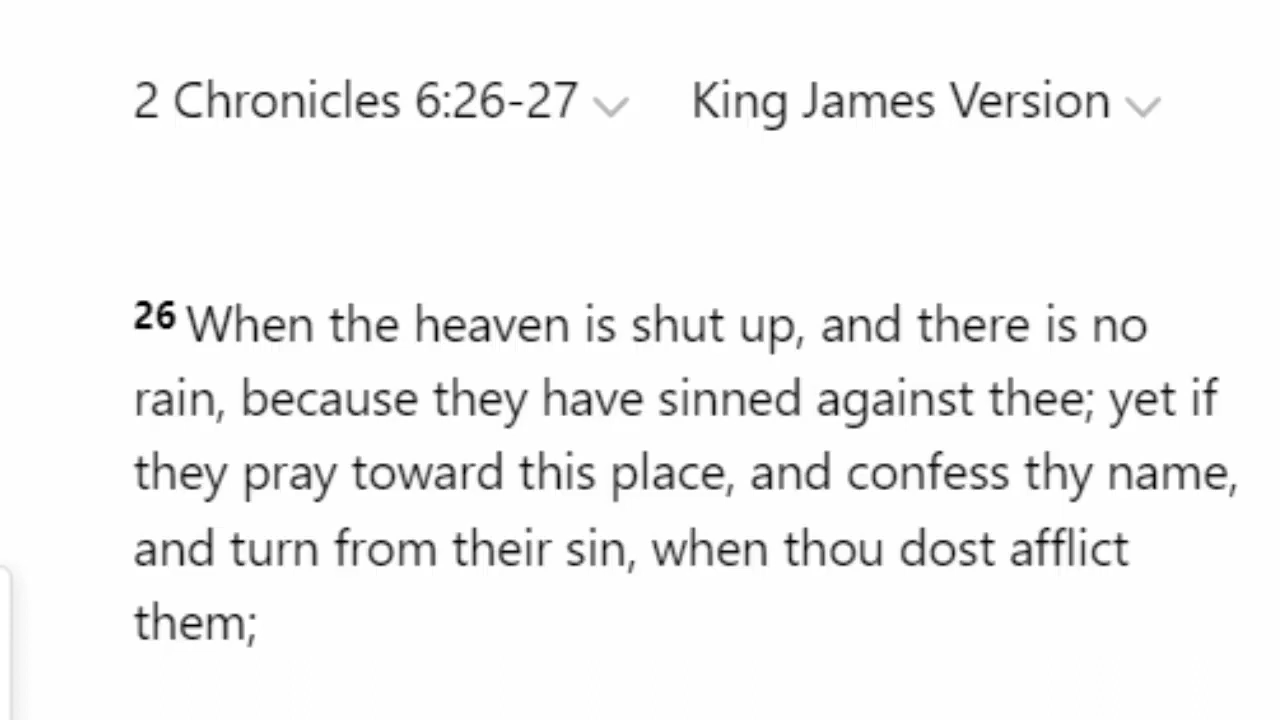 2 Chronicles 6:26-27 King James Version
26 When the heaven is shut up, and there is no
rain, because they have sinned against thee; yet if
they pray toward this place, and confess thy name,
and turn from their sin, when thou dost afflict
them;